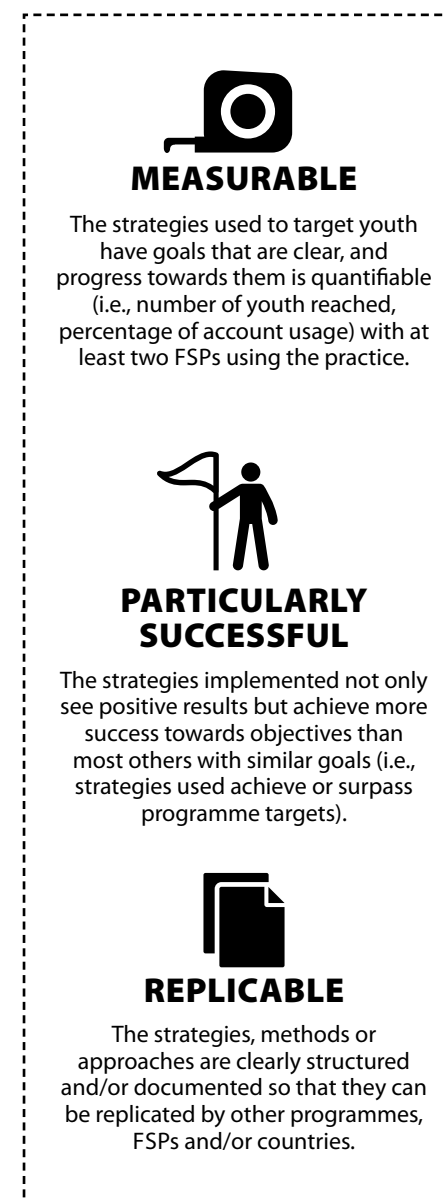 MEASURABLE
The strategies used to target youth
have goals that are clear, and
progress towards them is quantifiable
(i.e., number of youth reached,
percentage of account usage) with at
least two FSPs using the practice.
PARTICULARLY
SUCCESSFUL
The strategies implemented not only
see positive results but achieve more
success towards objectives than
most others with similar goals (i.e.,
strategies used achieve or surpass
programme targets).
REPLICABLE
The strategies, methods or
approaches are clearly structured
and/or documented so that they can
be replicated by other programmes,
FSPs and/or countries.